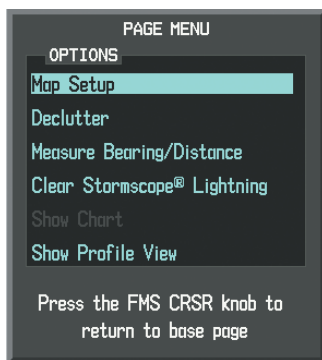 PAGE MENU
OPTIONS
Map Setup
Declutter
Measure Bearing/Distance
Clear Stormscope® Lightning
Show Chart
Show Profile View
Press the FMS CRSR knob to
return to base page